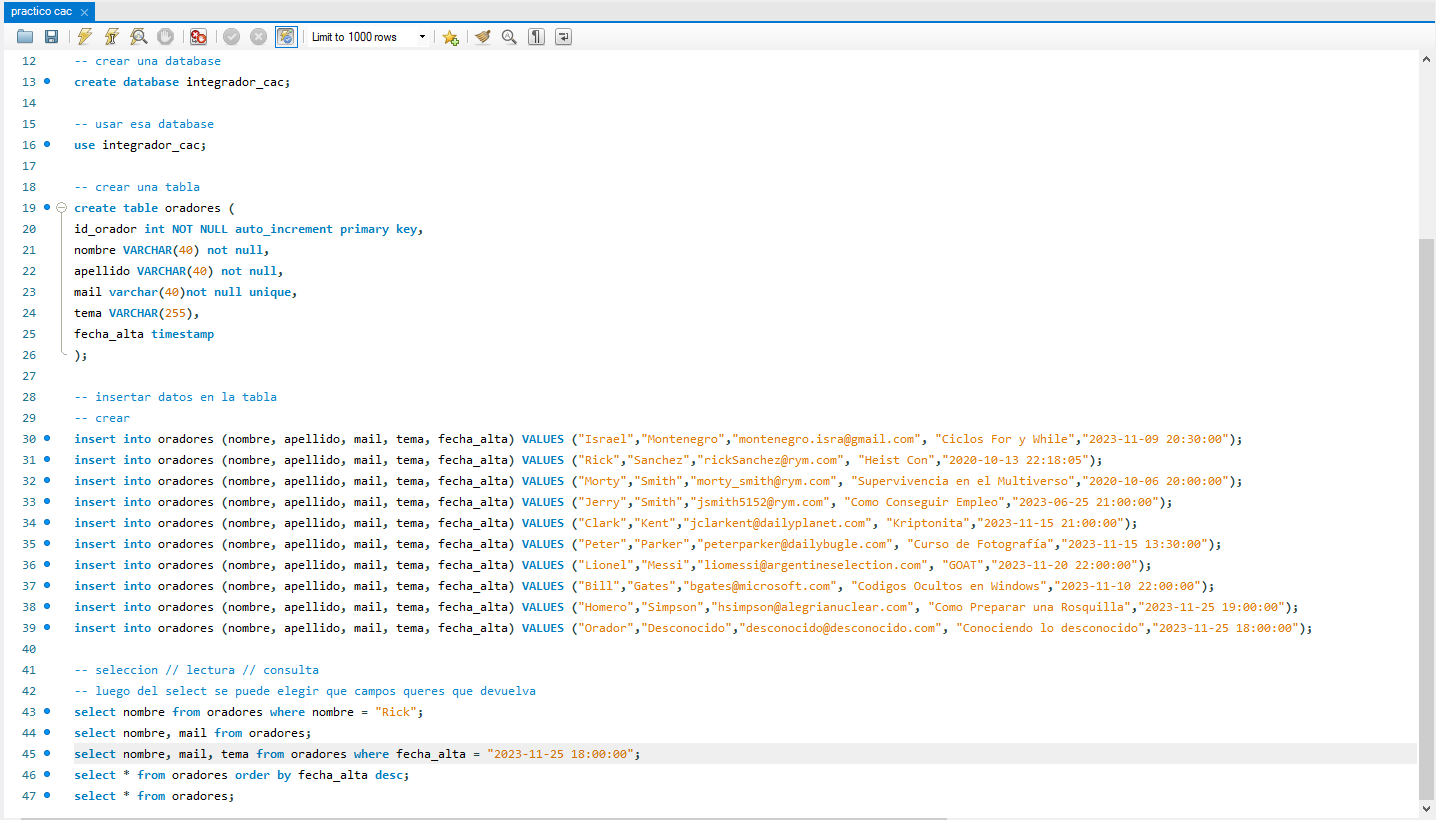 practico cac ×
Limit to 1000 rows
12 -- crear una database
13 create database integrador_cac;
14
15 -- usar esa database
16 use integrador_cac;
17
18 -- crear una tabla
19 create table oradores (
20 id_orador int NOT NULL auto_increment primary key,
21 nombre VARCHAR(40) not null,
22 apellido VARCHAR(40) not null,
23 mail varchar(40)not null unique,
24 tema VARCHAR(255),
25 fecha_alta timestamp
26 );
27
28 -- insertar datos en la tabla
29 -- crear
30 insert into oradores (nombre, apellido, mail, tema, fecha_alta) VALUES ("Israel","Montenegro","montenegro.isra@gmail.com", "Ciclos For y While","2023-11-09 20:30:00");
31 insert into oradores (nombre, apellido, mail, tema, fecha_alta) VALUES ("Rick","Sanchez","rickSanchez@rym.com", "Heist Con","2020-10-13 22:18:05");
32 insert into oradores (nombre, apellido, mail, tema, fecha_alta) VALUES ("Morty","Smith","morty_smith@rym.com", "Supervivencia en el Multiverso","2020-10-06 20:00:00");
33 insert into oradores (nombre, apellido, mail, tema, fecha_alta) VALUES ("Jerry","Smith","jsmith5152@rym.com", "Como Conseguir Empleo","2023-06-25 21:00:00");
34 insert into oradores (nombre, apellido, mail, tema, fecha_alta) VALUES ("Clark","Kent","jclarkent@dailyplanet.com", "Kriptonita","2023-11-15 21:00:00");
35 insert into oradores (nombre, apellido, mail, tema, fecha_alta) VALUES ("Peter","Parker","peterparker@dailybugle.com", "Curso de Fotografía","2023-11-15 13:30:00");
36 insert into oradores (nombre, apellido, mail, tema, fecha_alta) VALUES ("Lionel","Messi","liomessi@argentineselection.com", "GOAT","2023-11-20 22:00:00");
37 insert into oradores (nombre, apellido, mail, tema, fecha_alta) VALUES ("Bill","Gates","bgates@microsoft.com", "Codigos Ocultos en Windows","2023-11-10 22:00:00");
38 insert into oradores (nombre, apellido, mail, tema, fecha_alta) VALUES ("Homero","Simpson","hsimpson@alegrianuclear.com", "Como Preparar una Rosquilla","2023-11-25 19:00:00");
39 insert into oradores (nombre, apellido, mail, tema, fecha_alta) VALUES ("Orador","Desconocido","desconocido@desconocido.com", "Conociendo lo desconocido","2023-11-25 18:00:00");
40
41 -- seleccion // lectura // consulta
42 -- luego del select se puede elegir que campos queres que devuelva
43 select nombre from oradores where nombre = "Rick";
44 select nombre, mail from oradores;
45 select nombre, mail, tema from oradores where fecha_alta = "2023-11-25 18:00:00";
46 select * from oradores order by fecha_alta desc;
47 select * from oradores;